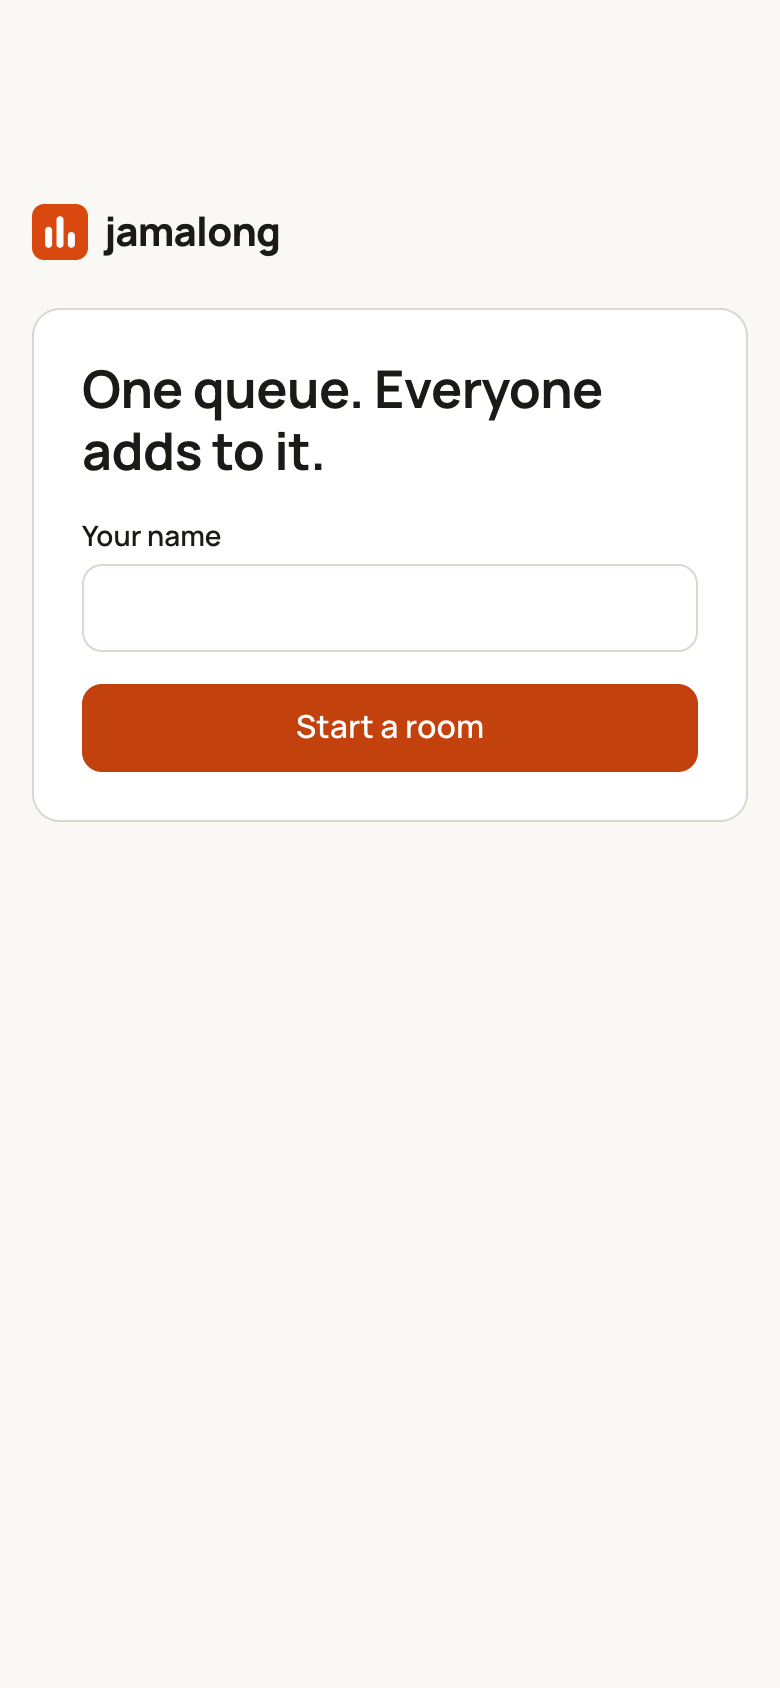 jamalong
One queue. Everyone
adds to it.
Your name
Start a room